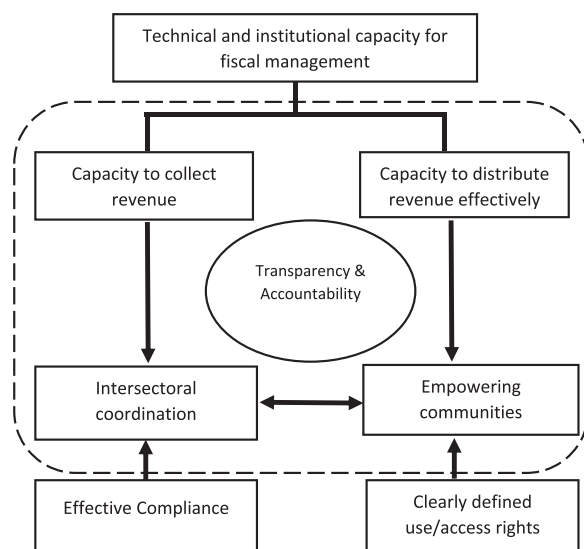 Technical and institutional capacity for
fiscal management
Capacity to collect
revenue
Capacity to distribute
revenue effectively
Transparency &
Accountability
Intersectoral
coordination
Empowering
communities
Effective Compliance
Clearly defined
use/access rights